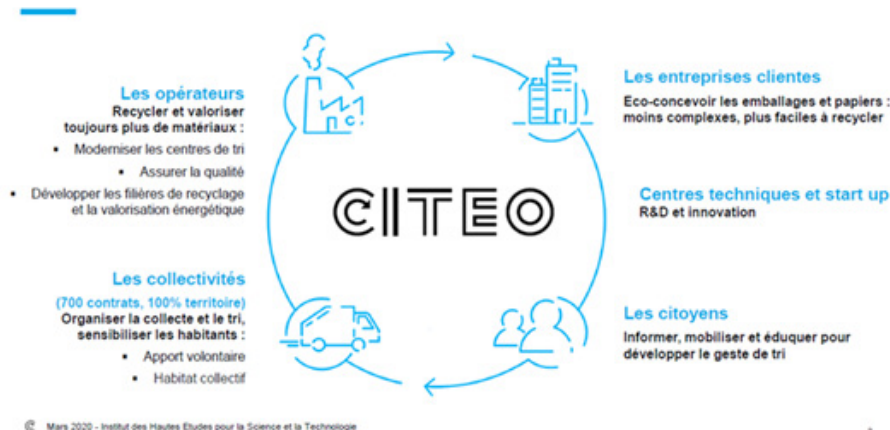 Les opérateurs
Recycler et valoriser
toujours plus de matériaux :
▪ Moderniser les centres de tri
▪ Assurer la qualité
▪ Développer les filières de recyclage
et la valorisation énergétique
Les entreprises clientes
Eco-concevoir les emballages et papiers :
moins complexes, plus faciles à recycler
CITEO
Centres techniques et start up
R&D et innovation
Les collectivités
(700 contrats, 100% territoire)
Organiser la collecte et le tri,
sensibiliser les habitants :
▪ Apport volontaire
▪ Habitat collectif
Les citoyens
Informer, mobiliser et éduquer pour
développer le geste de tri
Mars 2020 - Institut des Hautes Etudes pour la Science et la Technologie